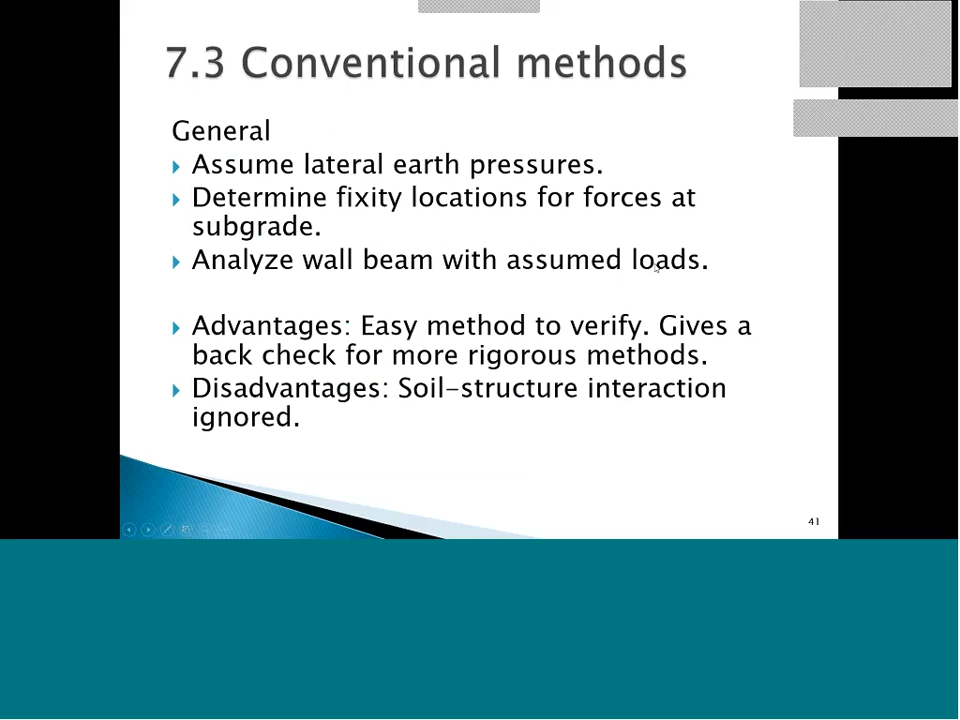 7.3 Conventional methods
General
Assume lateral earth pressures.
Determine fixity locations for forces at
subgrade.
Analyze wall beam with assumed loads.
Advantages: Easy method to verify. Gives a
back check for more rigorous methods.
Disadvantages: Soil-structure interaction
ignored.
41